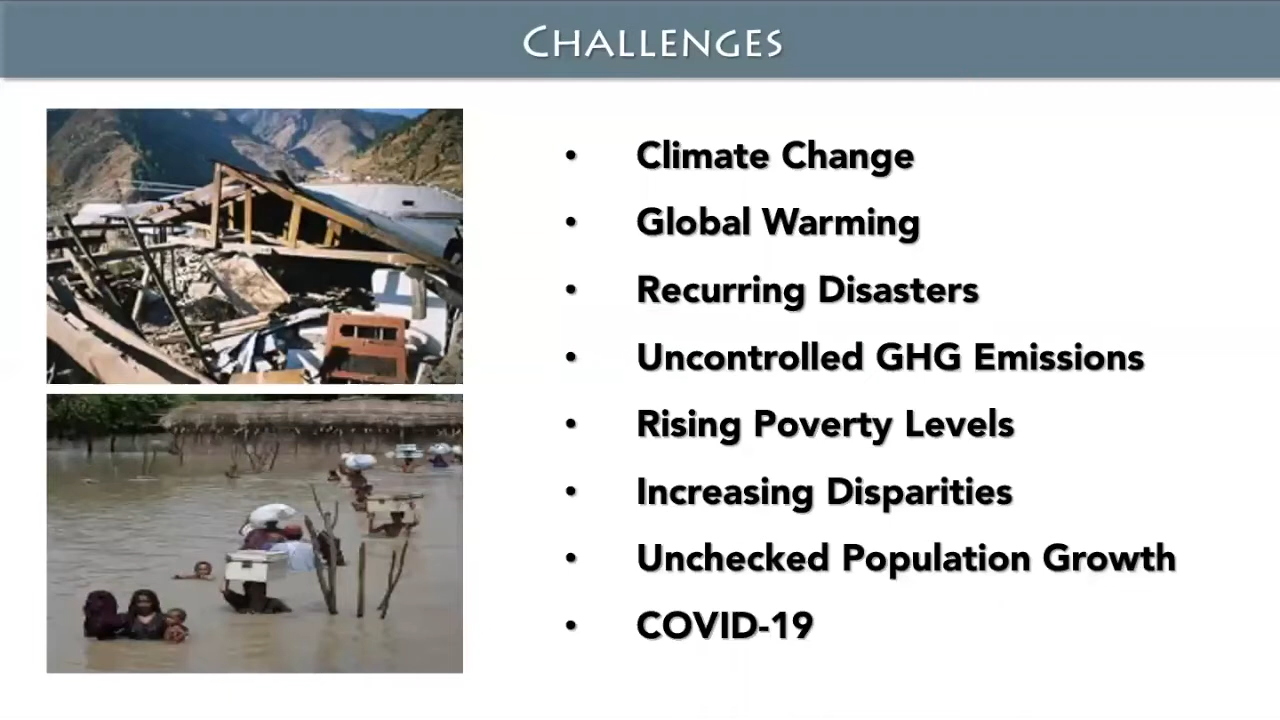 CHALLENGES
• Climate Change
• Global Warming
• Recurring Disasters
• Uncontrolled GHG Emissions
• Rising Poverty Levels
• Increasing Disparities
• Unchecked Population Growth
• COVID-19